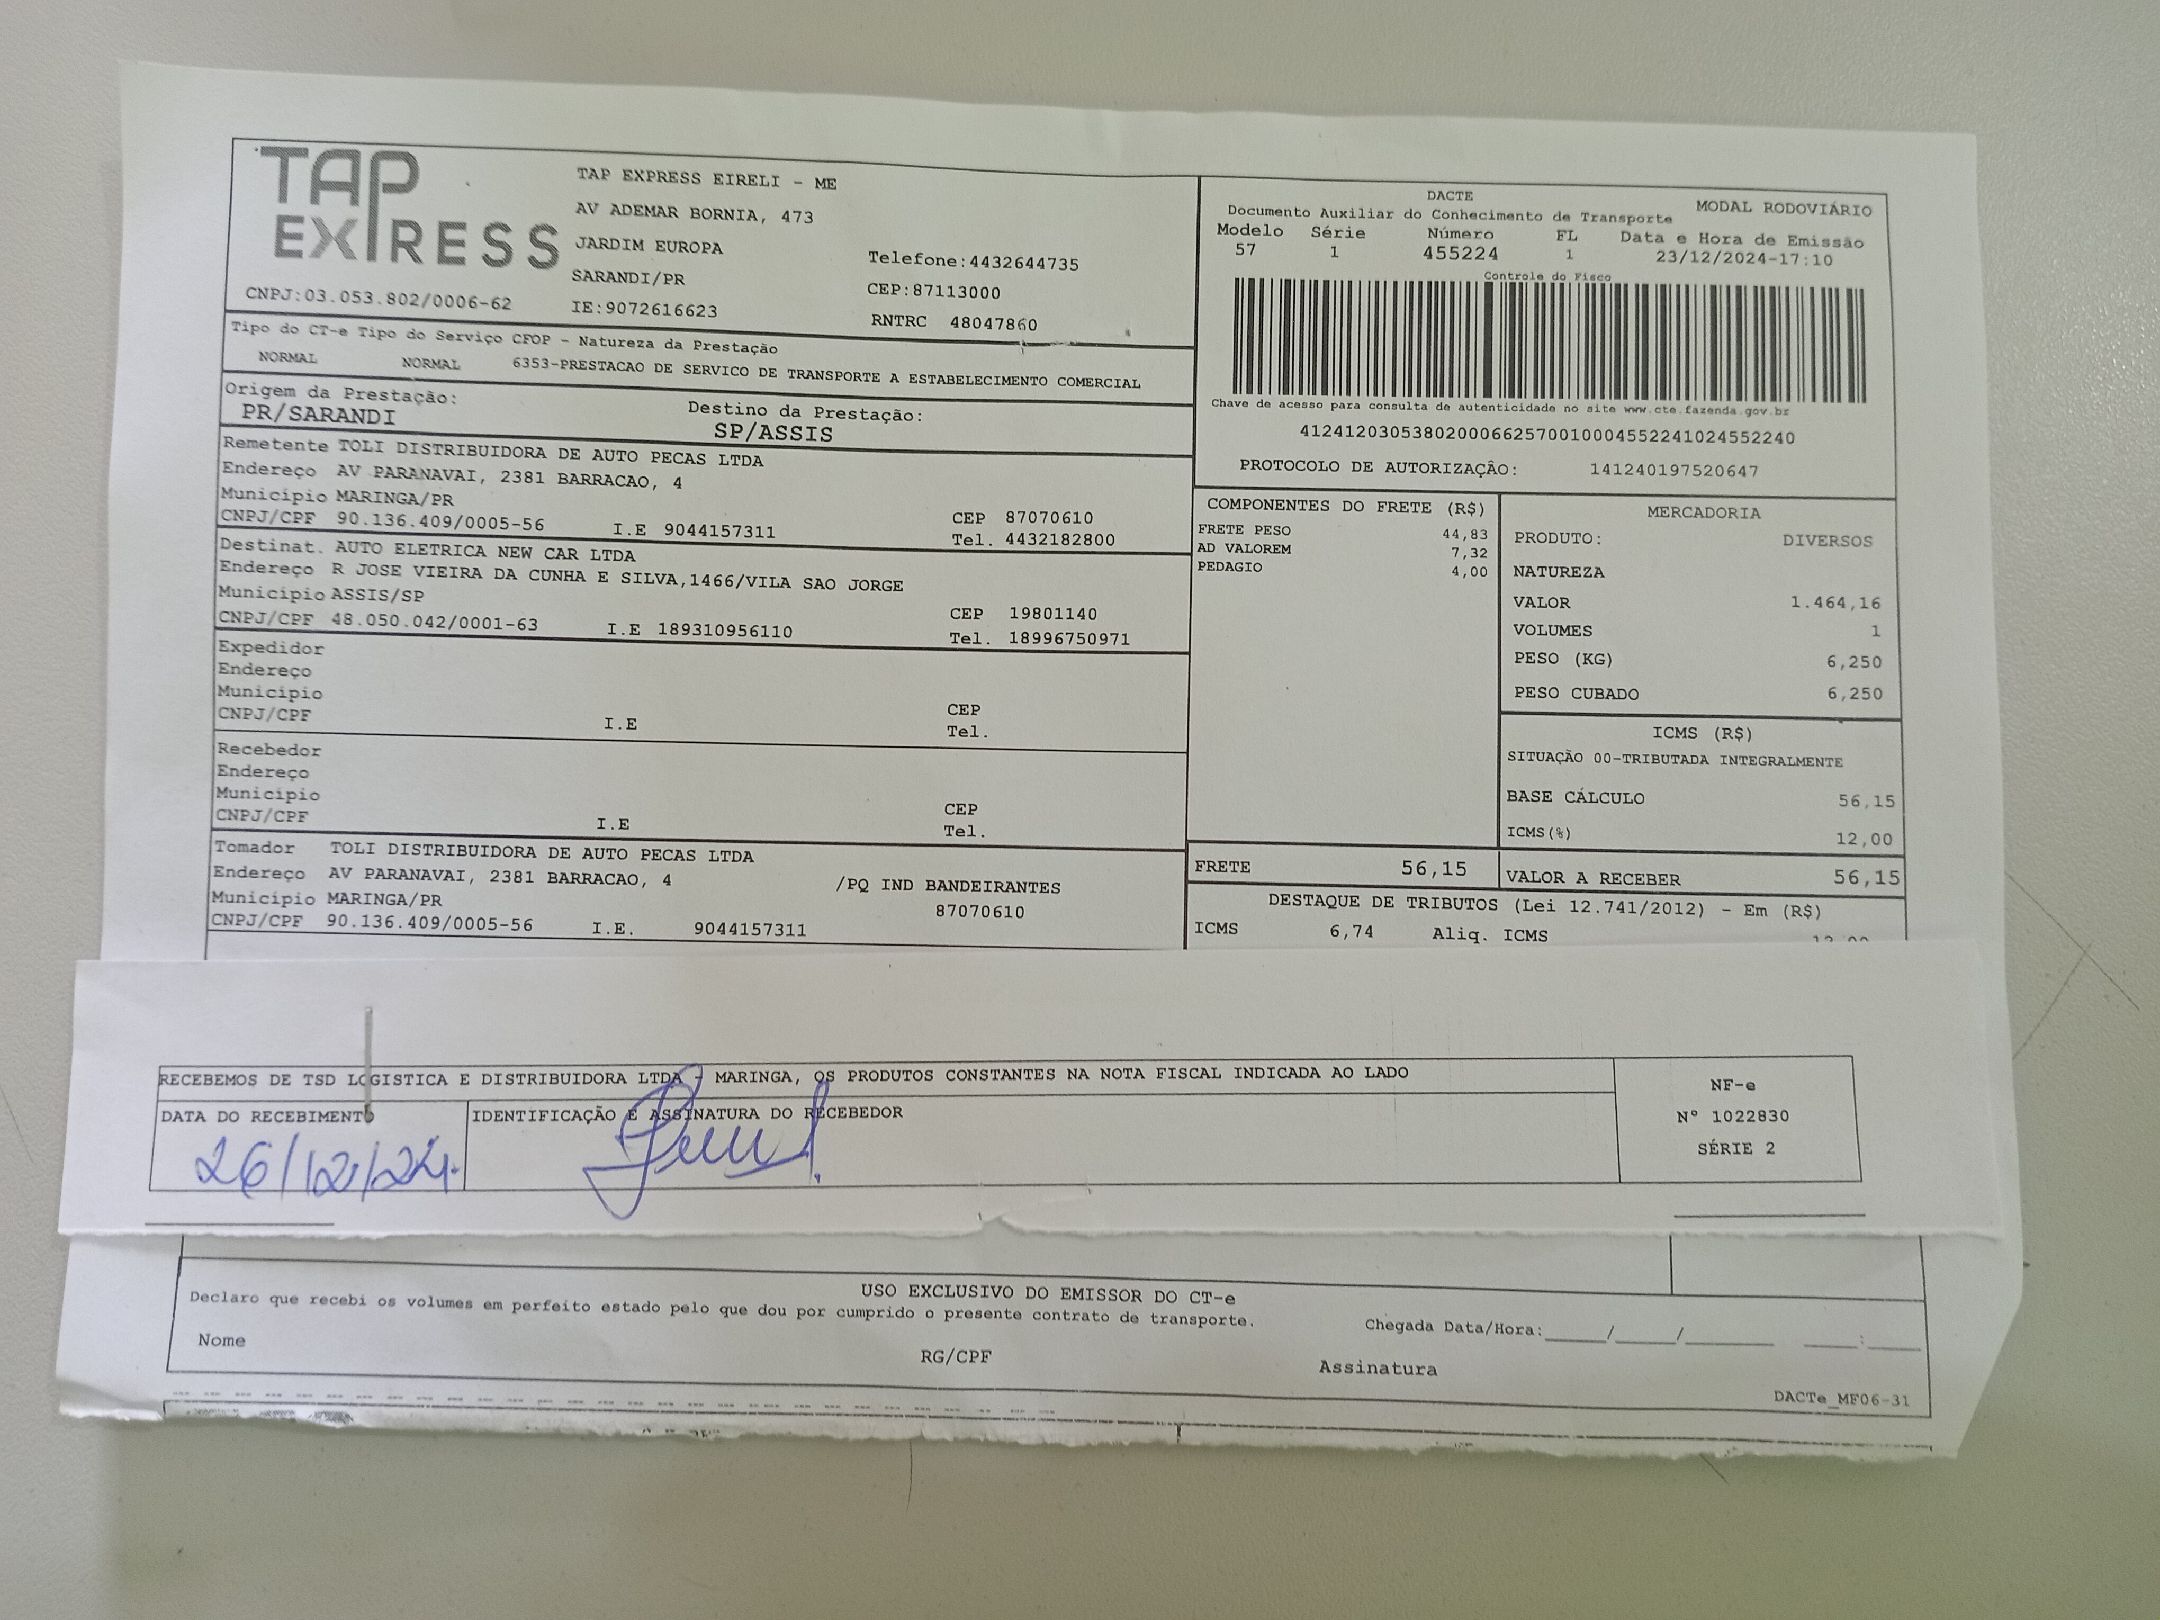 TAP
EXPRESS
CNPJ:03.053.802/0006-62
TAP EXPRESS EIRELI - ME
AV ADEMAR BORNIA, 473
JARDIM EUROPA
SARANDI/PR
IE:9072616623
Telefone:4432644735
CEP:87113000
RNTRC 48047860
DACTE
MODAL RODOVIÁRIO
Documento Auxiliar do Conhecimento de Transporte
Modelo Série Número FL Data e Hora de Emissão
57 1 455224 1 23/12/2024-17:10
Controle do Fisco
Chave de acesso para consulta de autenticidade no site www.cte.fazenda.gov.br
41241203053802000662570010004552241024552240
PROTOCOLO DE AUTORIZAÇÃO: 141240197520647
Tipo do CT-e Tipo do Serviço CFOP - Natureza da Prestação
NORMAL NORMAL 6353-PRESTACAO DE SERVICO DE TRANSPORTE A ESTABELECIMENTO COMERCIAL
Origem da Prestação: Destino da Prestação:
PR/SARANDI SP/ASSIS
Remetente TOLI DISTRIBUIDORA DE AUTO PECAS LTDA
Endereço AV PARANAVAI, 2381 BARRACAO, 4
Município MARINGA/PR CEP 87070610
CNPJ/CPF 90.136.409/0005-56 I.E 9044157311 Tel. 4432182800
Destinat. AUTO ELETRICA NEW CAR LTDA
Endereço R JOSE VIEIRA DA CUNHA E SILVA,1466/VILA SAO JORGE
Município ASSIS/SP CEP 19801140
CNPJ/CPF 48.050.042/0001-63 I.E 189310956110 Tel. 18996750971
Expedidor
Endereço
Município CEP
CNPJ/CPF I.E Tel.
Recebedor
Endereço
Município CEP
CNPJ/CPF I.E Tel.
Tomador TOLI DISTRIBUIDORA DE AUTO PECAS LTDA
Endereço AV PARANAVAI, 2381 BARRACAO, 4 /PQ IND BANDEIRANTES
Município MARINGA/PR 87070610
CNPJ/CPF 90.136.409/0005-56 I.E. 9044157311
COMPONENTES DO FRETE (R$)
FRETE PESO 44,83
AD VALOREM 7,32
PEDAGIO 4,00
MERCADORIA
PRODUTO: DIVERSOS
NATUREZA
VALOR 1.464,16
VOLUMES 1
PESO (KG) 6,250
PESO CUBADO 6,250
ICMS (R$)
SITUAÇÃO 00-TRIBUTADA INTEGRALMENTE
BASE CÁLCULO 56,15
ICMS(%) 12,00
FRETE 56,15 VALOR A RECEBER 56,15
DESTAQUE DE TRIBUTOS (Lei 12.741/2012) - Em (R$)
ICMS 6,74 Aliq. ICMS
RECEBEMOS DE TSD LOGISTICA E DISTRIBUIDORA LTDA - MARINGA, OS PRODUTOS CONSTANTES NA NOTA FISCAL INDICADA AO LADO
DATA DO RECEBIMENTO IDENTIFICAÇÃO E ASSINATURA DO RECEBEDOR
26/12/24.
NF-e
Nº 1022830
SÉRIE 2
USO EXCLUSIVO DO EMISSOR DO CT-e
Declaro que recebi os volumes em perfeito estado pelo que dou por cumprido o presente contrato de transporte.
Chegada Data/Hora:_____/_____/_______ _____:_____
Nome RG/CPF Assinatura
DACTe_MF06-31